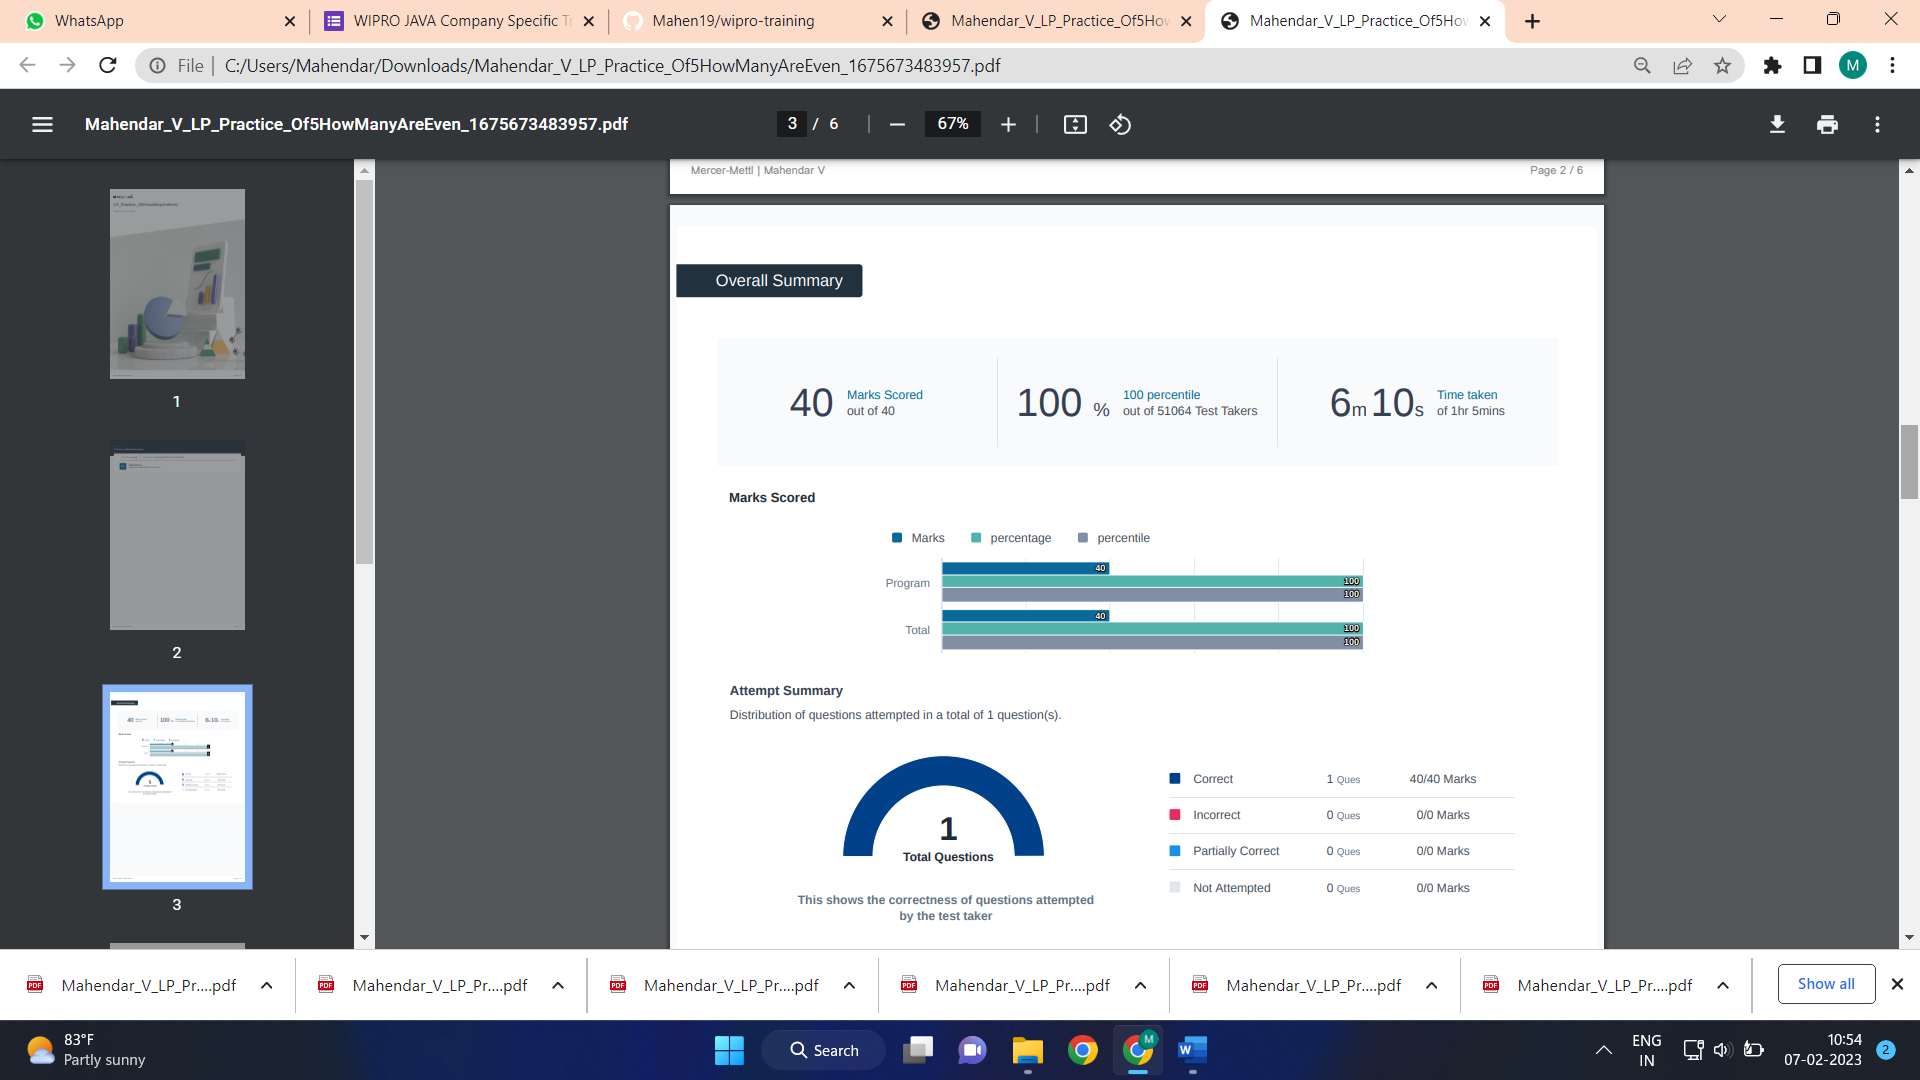 WhatsApp
WIPRO JAVA Company Specific Tr
Mahen19/wipro-training
Mahendar_V_LP_Practice_Of5How
Mahendar_V_LP_Practice_Of5How
File
C:/Users/Mahendar/Downloads/Mahendar_V_LP_Practice_Of5HowManyAreEven_1675673483957.pdf
M
Mahendar_V_LP_Practice_Of5HowManyAreEven_1675673483957.pdf
3 / 6
67%
1
2
3
Mercer-Mettl | Mahendar V
Page 2 / 6
Overall Summary
40 Marks Scored
out of 40
100 % 100 percentile
out of 51064 Test Takers
6m 10s Time taken
of 1hr 5mins
Marks Scored
Marks percentage percentile
Program
40
100
100
Total
40
100
100
Attempt Summary
Distribution of questions attempted in a total of 1 question(s).
1
Total Questions
This shows the correctness of questions attempted
by the test taker
Correct 1 Ques 40/40 Marks
Incorrect 0 Ques 0/0 Marks
Partially Correct 0 Ques 0/0 Marks
Not Attempted 0 Ques 0/0 Marks
Mahendar_V_LP_Pr....pdf
Mahendar_V_LP_Pr....pdf
Mahendar_V_LP_Pr....pdf
Mahendar_V_LP_Pr....pdf
Mahendar_V_LP_Pr....pdf
Mahendar_V_LP_Pr....pdf
Show all
83°F
Partly sunny
Search
M
ENG
IN
10:54
07-02-2023
2